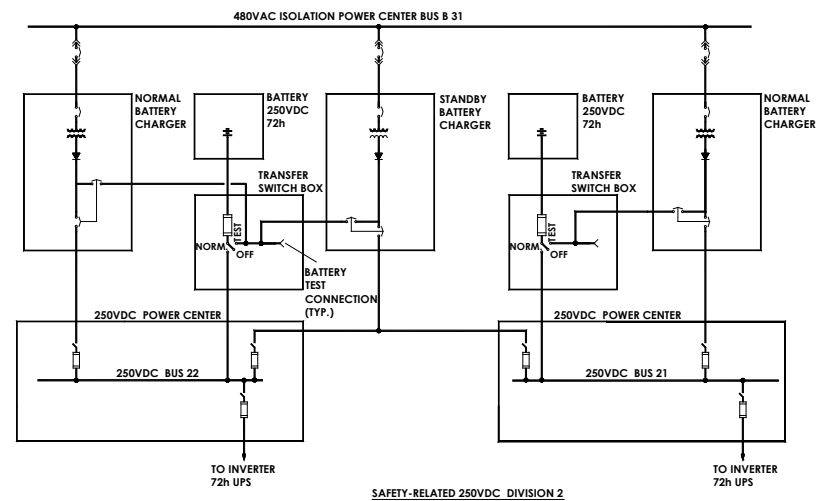 480VAC ISOLATION POWER CENTER BUS B 31
NORMAL
BATTERY
CHARGER
BATTERY
250VDC
72h
STANDBY
BATTERY
CHARGER
BATTERY
250VDC
72h
NORMAL
BATTERY
CHARGER
TRANSFER
SWITCH BOX
TRANSFER
SWITCH BOX
TEST
NORM.
OFF
TEST
NORM.
OFF
BATTERY
TEST
CONNECTION
(TYP.)
250VDC POWER CENTER
250VDC POWER CENTER
250VDC BUS 22
250VDC BUS 21
TO INVERTER
72h UPS
TO INVERTER
72h UPS
SAFETY-RELATED 250VDC DIVISION 2